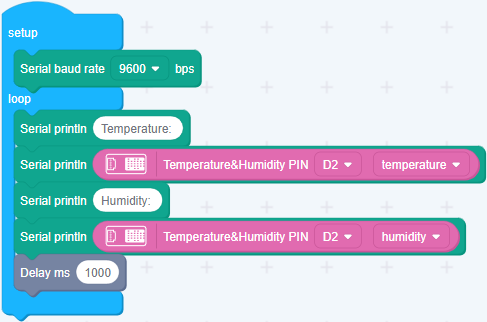 setup
Serial baud rate 9600 bps
loop
Serial println Temperature:
Serial println Temperature&Humidity PIN D2 temperature
Serial println Humidity:
Serial println Temperature&Humidity PIN D2 humidity
Delay ms 1000